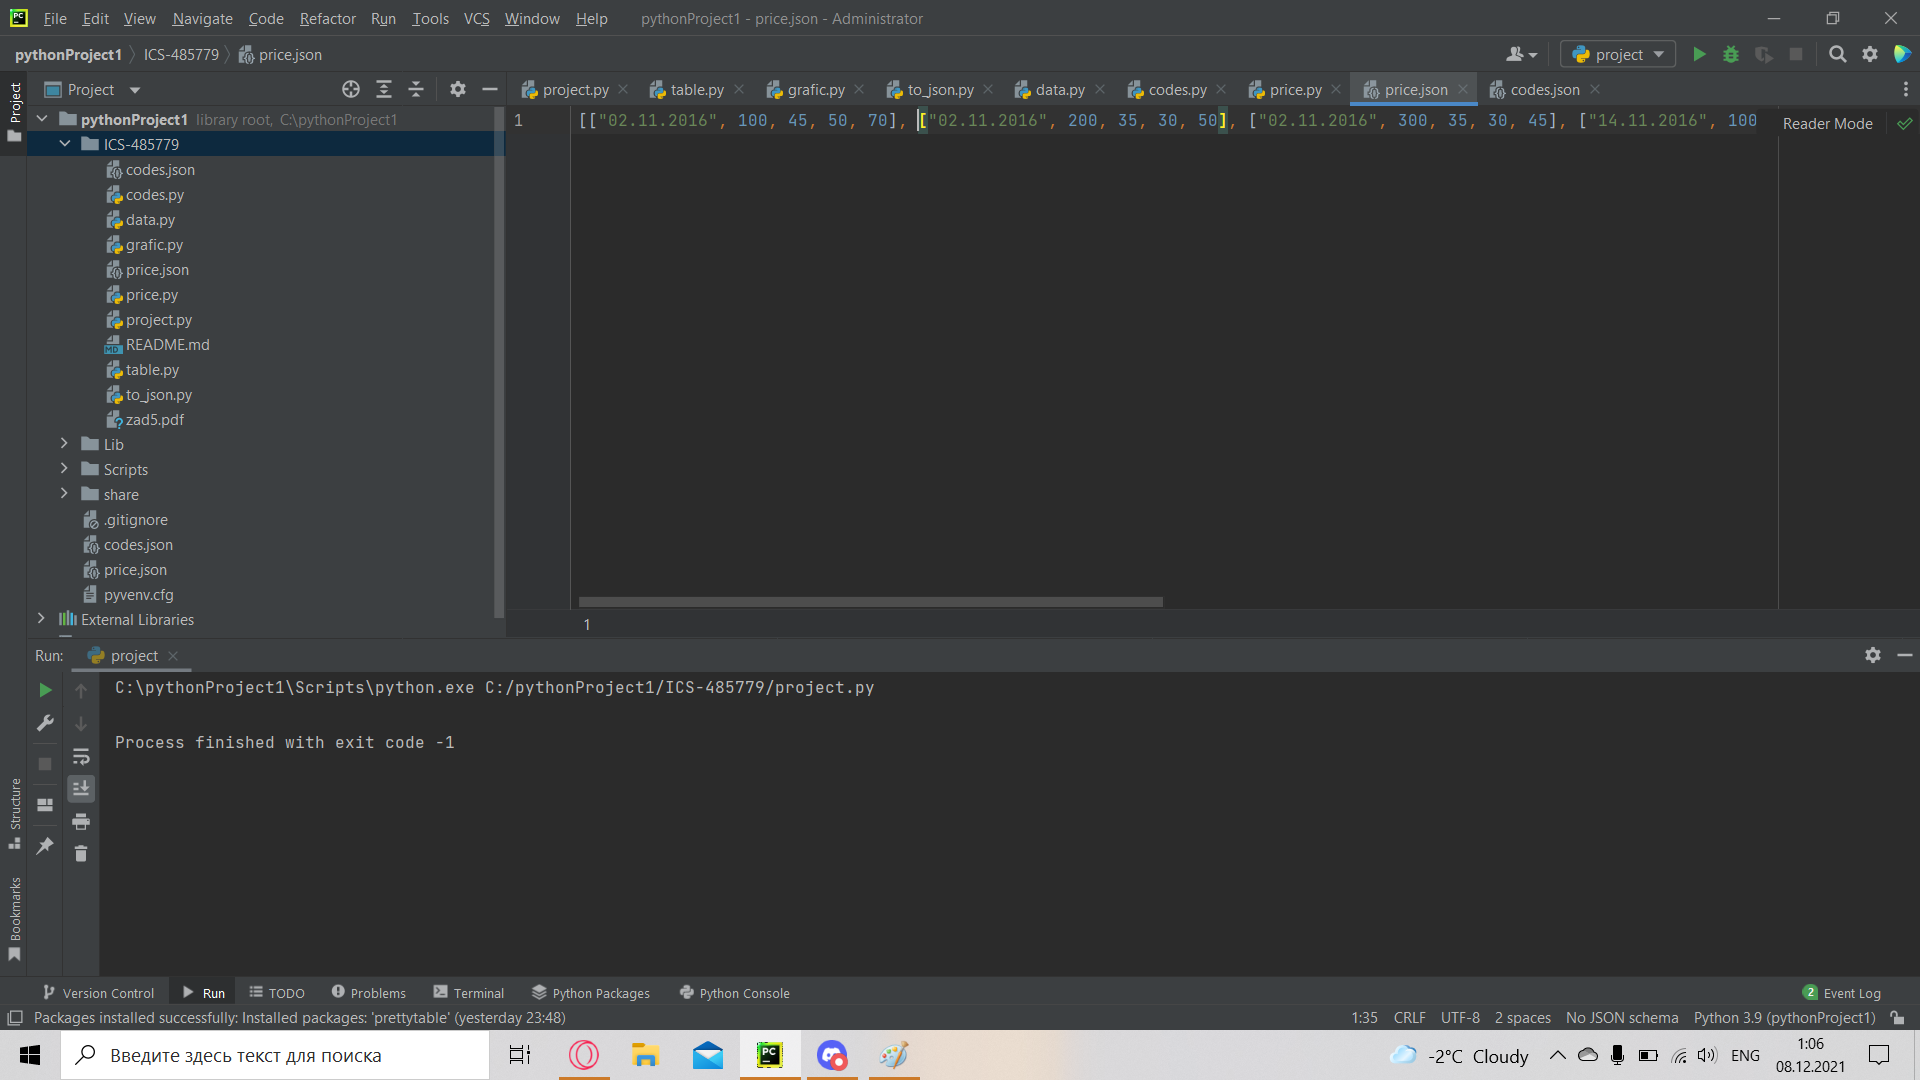 File Edit View Navigate Code Refactor Run Tools VCS Window Help pythonProject1 - price.json - Administrator
pythonProject1 ICS-485779 price.json project
Project
project.py table.py grafic.py to_json.py data.py codes.py price.py price.json codes.json
Project
pythonProject1 library root, C:\pythonProject1
ICS-485779
codes.json
codes.py
data.py
grafic.py
price.json
price.py
project.py
README.md
table.py
to_json.py
zad5.pdf
Lib
Scripts
share
.gitignore
codes.json
price.json
pyvenv.cfg
External Libraries
1 [["02.11.2016", 100, 45, 50, 70], ["02.11.2016", 200, 35, 30, 50], ["02.11.2016", 300, 35, 30, 45], ["14.11.2016", 100
Reader Mode
1
Run: project
C:\pythonProject1\Scripts\python.exe C:/pythonProject1/ICS-485779/project.py
Process finished with exit code -1
Structure
Bookmarks
Version Control Run TODO Problems Terminal Python Packages Python Console 2 Event Log
Packages installed successfully: Installed packages: 'prettytable' (yesterday 23:48) 1:35 CRLF UTF-8 2 spaces No JSON schema Python 3.9 (pythonProject1)
Введите здесь текст для поиска
-2°C Cloudy
ENG
1:06
08.12.2021